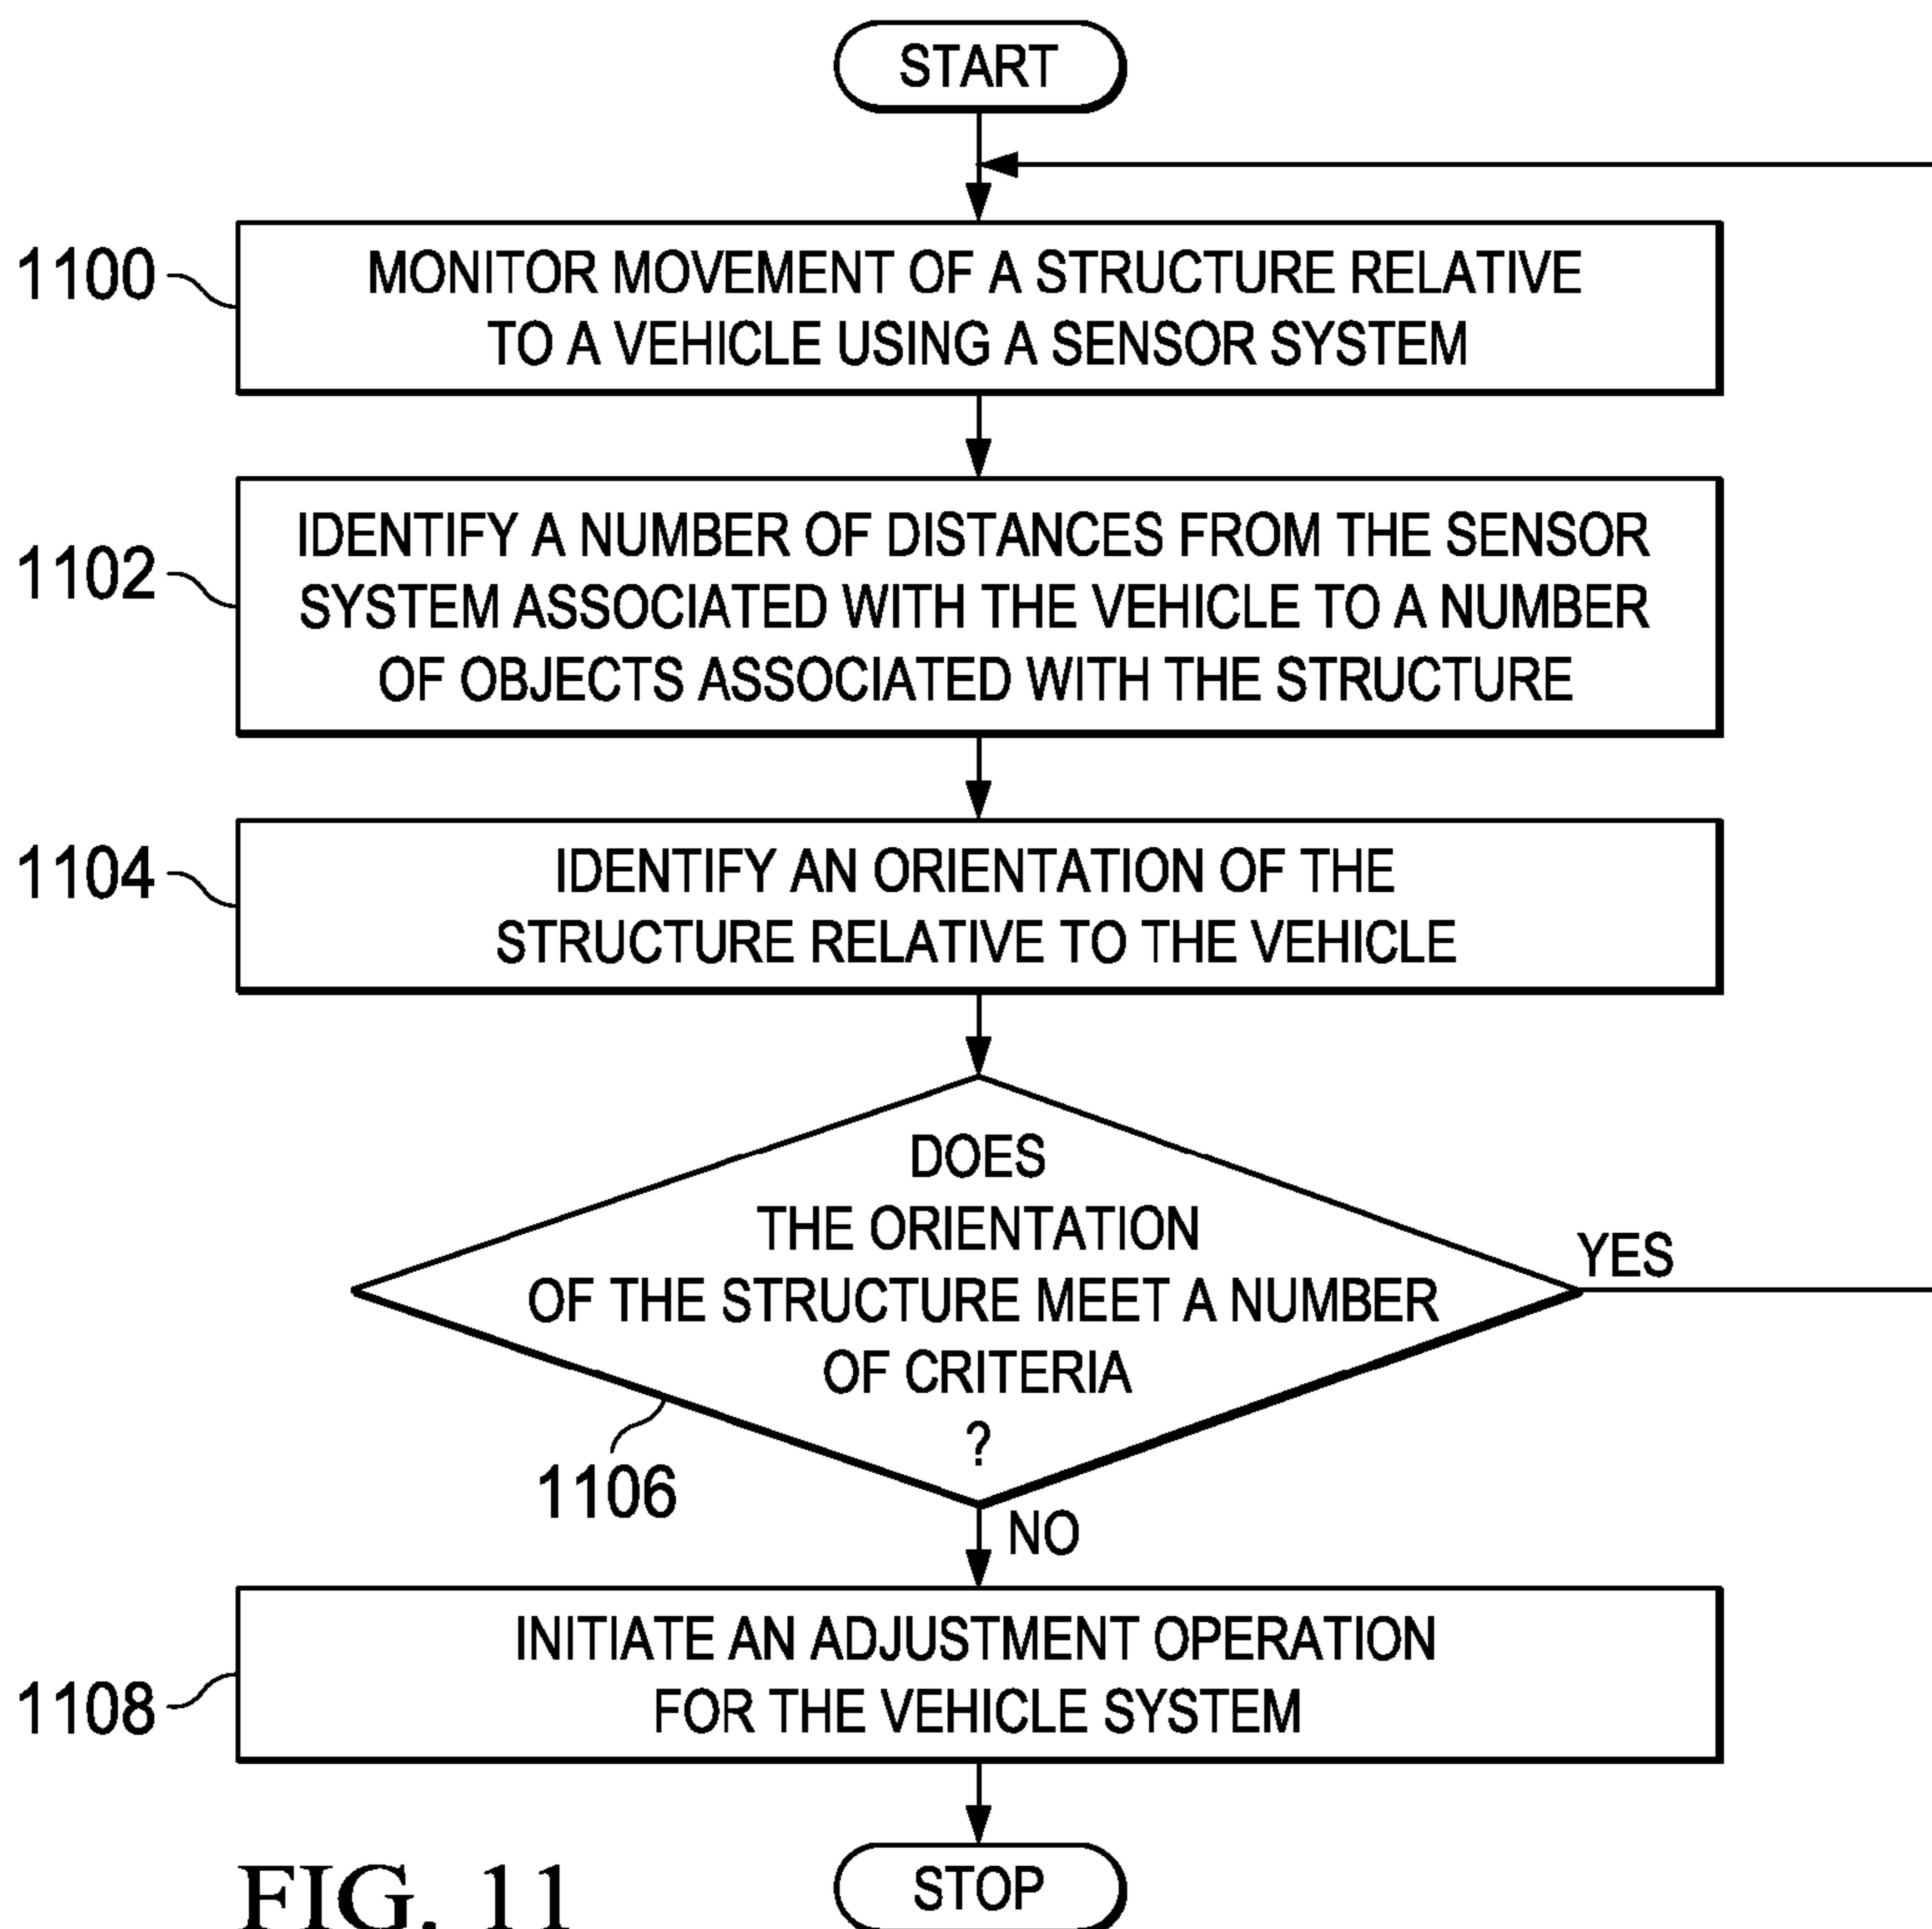 START
1100
MONITOR MOVEMENT OF A STRUCTURE RELATIVE
TO A VEHICLE USING A SENSOR SYSTEM
1102
IDENTIFY A NUMBER OF DISTANCES FROM THE SENSOR
SYSTEM ASSOCIATED WITH THE VEHICLE TO A NUMBER
OF OBJECTS ASSOCIATED WITH THE STRUCTURE
1104
IDENTIFY AN ORIENTATION OF THE
STRUCTURE RELATIVE TO THE VEHICLE
DOES
THE ORIENTATION
OF THE STRUCTURE MEET A NUMBER
OF CRITERIA
?
YES
1106
NO
INITIATE AN ADJUSTMENT OPERATION
FOR THE VEHICLE SYSTEM
1108
STOP
FIG. 11